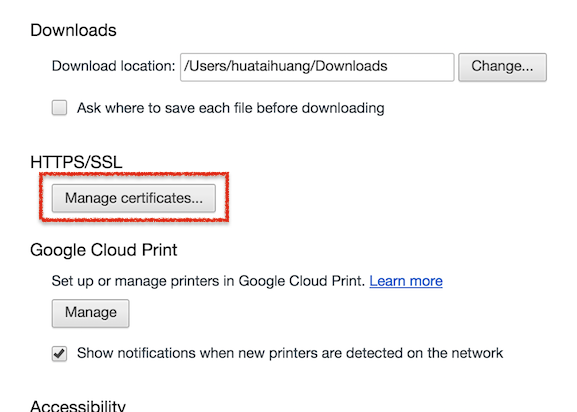 Downloads
Download location: /Users/huataihuang/Downloads Change...
Ask where to save each file before downloading
HTTPS/SSL
Manage certificates...
Google Cloud Print
Set up or manage printers in Google Cloud Print. Learn more
Manage
Show notifications when new printers are detected on the network
Accessibility